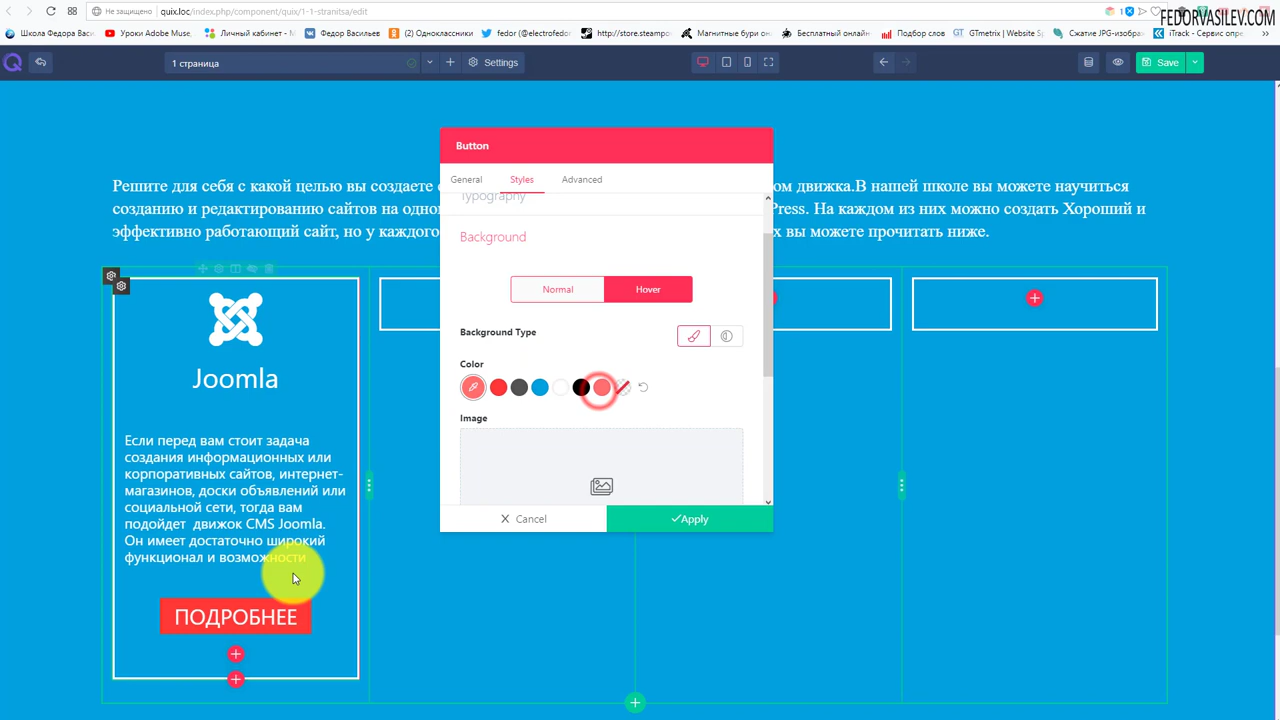 Не защищено
quix.loc/index.php/component/quix/1-1-stranitsa/edit
1
FEDORVASILEV.COM
Школа Федора Васил
Уроки Adobe Muse,
Личный кабинет - M
Федор Васильев
(2) Одноклассники
fedor (@electrofedor
http://store.steampo
Магнитные бури он
Бесплатный онлайн
Подбор слов
GTmetrix | Website Sp
Сжатие JPG-изображ
iTrack - Сервис опре
1 страница
Settings
Save
Button
General
Styles
Advanced
Typography
Background
Normal
Hover
Background Type
Color
Image
Cancel
Apply
Решите для себя с какой целью вы создаете
ом движка.В нашей школе вы можете научиться
созданию и редактированию сайтов на одно
Press. На каждом из них можно создать Хороший и
эффективно работающий сайт, но у каждого
х вы можете прочитать ниже.
Joomla
Если перед вам стоит задача
создания информационных или
корпоративных сайтов, интернет-
магазинов, доски объявлений или
социальной сети, тогда вам
подойдет движок CMS Joomla.
Он имеет достаточно широкий
функционал и возможности
ПОДРОБНЕЕ